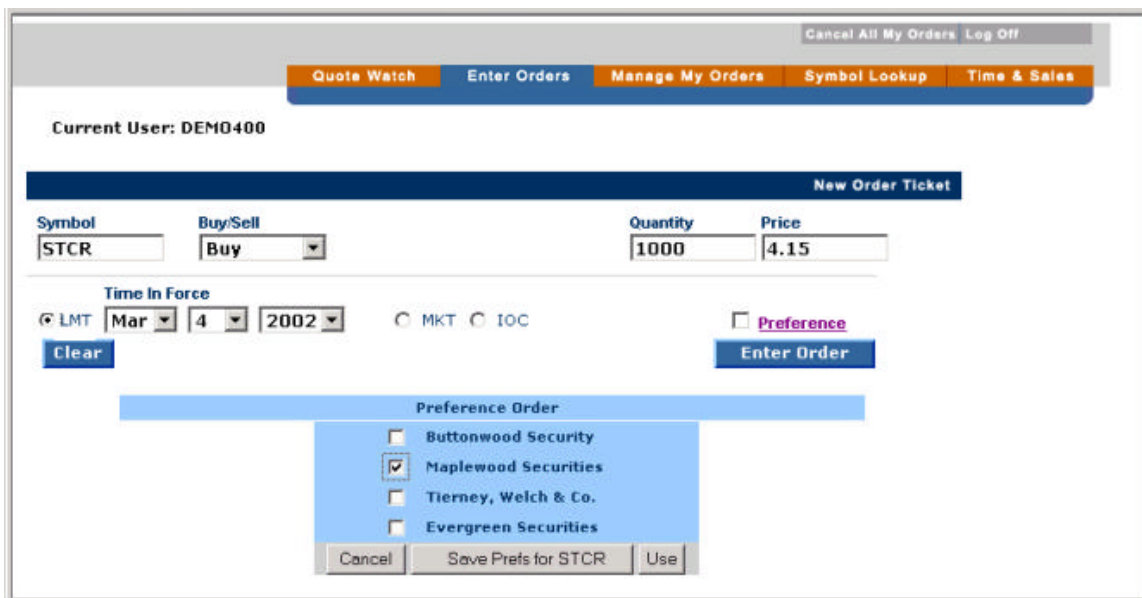 Cancel All My Orders Log Off
Quote Watch Enter Orders Manage My Orders Symbol Lookup Time & Sales
Current User: DEMO400
New Order Ticket
Symbol Buy/Sell Quantity Price
STCR Buy 1000 4.15
Time In Force
LMT Mar 4 2002 MKT IOC Preference
Clear Enter Order
Preference Order
Buttonwood Security
Maplewood Securities
Tierney, Welch & Co.
Evergreen Securities
Cancel Save Prefs for STCR Use